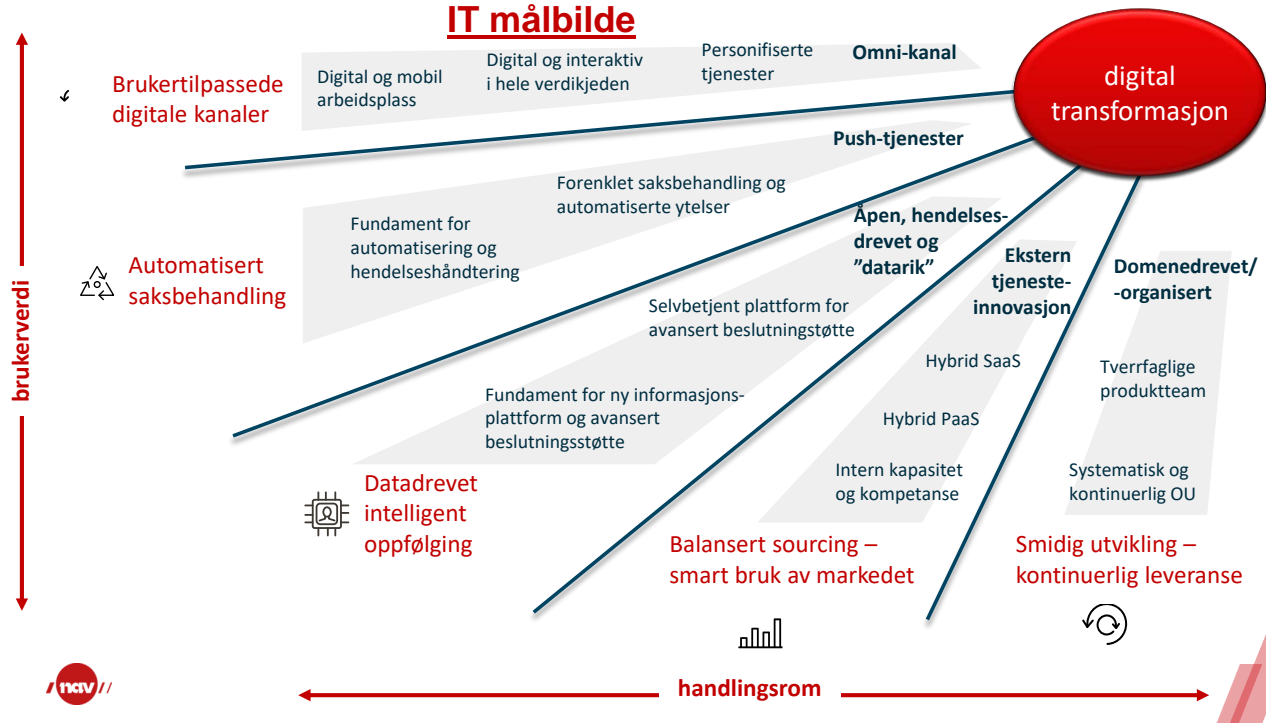 IT målbilde
Brukertilpassede
digitale kanaler
Digital og mobil
arbeidsplass
Digital og interaktiv
i hele verdikjeden
Personifiserte
tjenester
Omni-kanal
digital
transformasjon
Automatisert
saksbehandling
Fundament for
automatisering og
hendelseshåndtering
Forenklet saksbehandling og
automatiserte ytelser
Push-tjenester
Datadrevet
intelligent
oppfølging
Fundament for ny informasjons-
plattform og avansert
beslutningsstøtte
Selvbetjent plattform for
avansert beslutningstøtte
Åpen, hendelses-
drevet og
”datarik”
Balansert sourcing –
smart bruk av markedet
Intern kapasitet
og kompetanse
Hybrid PaaS
Hybrid SaaS
Ekstern
tjeneste-
innovasjon
Smidig utvikling –
kontinuerlig leveranse
Systematisk og
kontinuerlig OU
Tverrfaglige
produktteam
Domenedrevet/
-organisert
brukerverdi
handlingsrom
nav